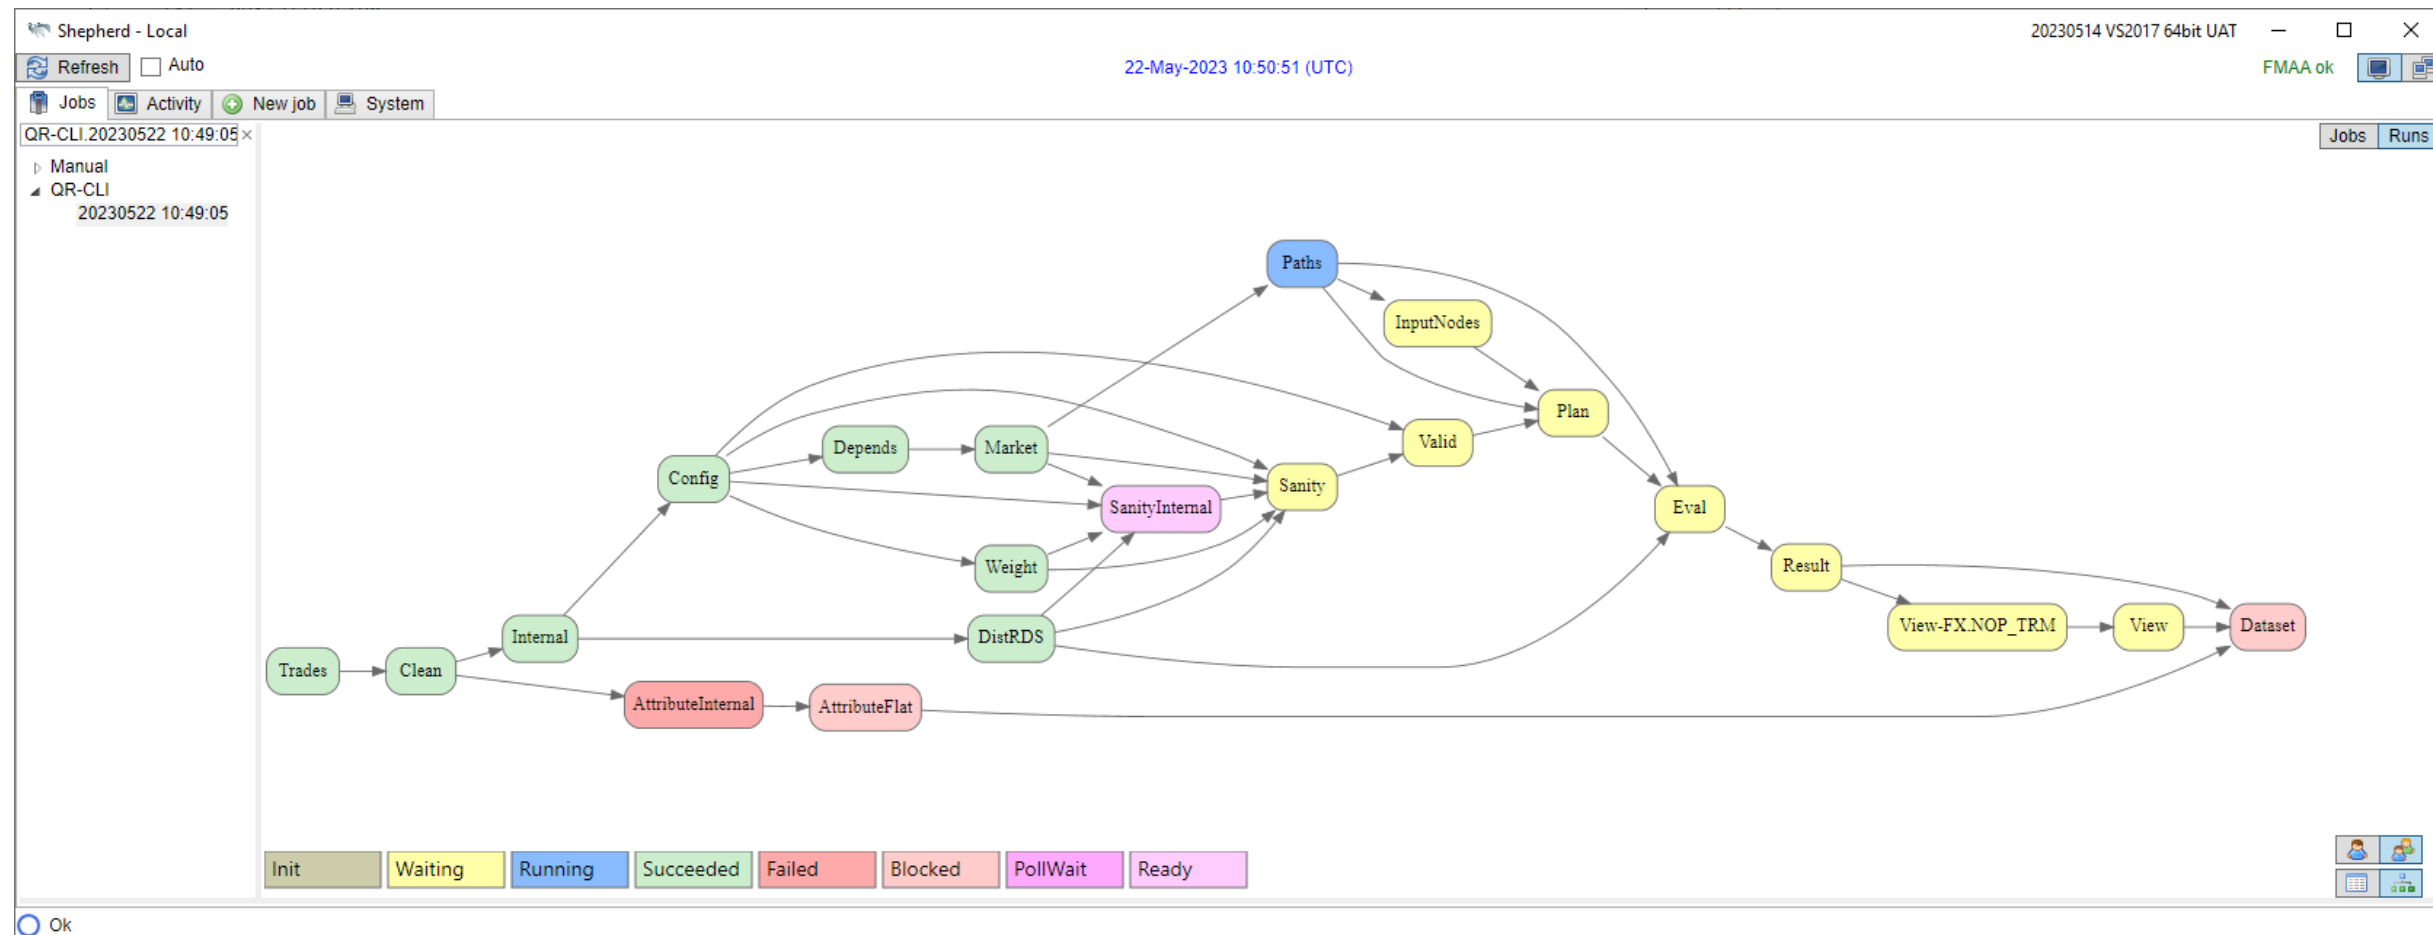 Shepherd - Local
20230514 VS2017 64bit UAT
Refresh
Auto
22-May-2023 10:50:51 (UTC)
FMAA ok
Jobs
Activity
New job
System
QR-CLI.20230522 10:49:05
Jobs
Runs
Manual
QR-CLI
20230522 10:49:05
Paths
InputNodes
Plan
Depends
Market
Valid
Config
Sanity
SanityInternal
Eval
Weight
Result
Internal
DistRDS
View-FX.NOP_TRM
View
Dataset
Trades
Clean
AttributeInternal
AttributeFlat
Init
Waiting
Running
Succeeded
Failed
Blocked
PollWait
Ready
Ok